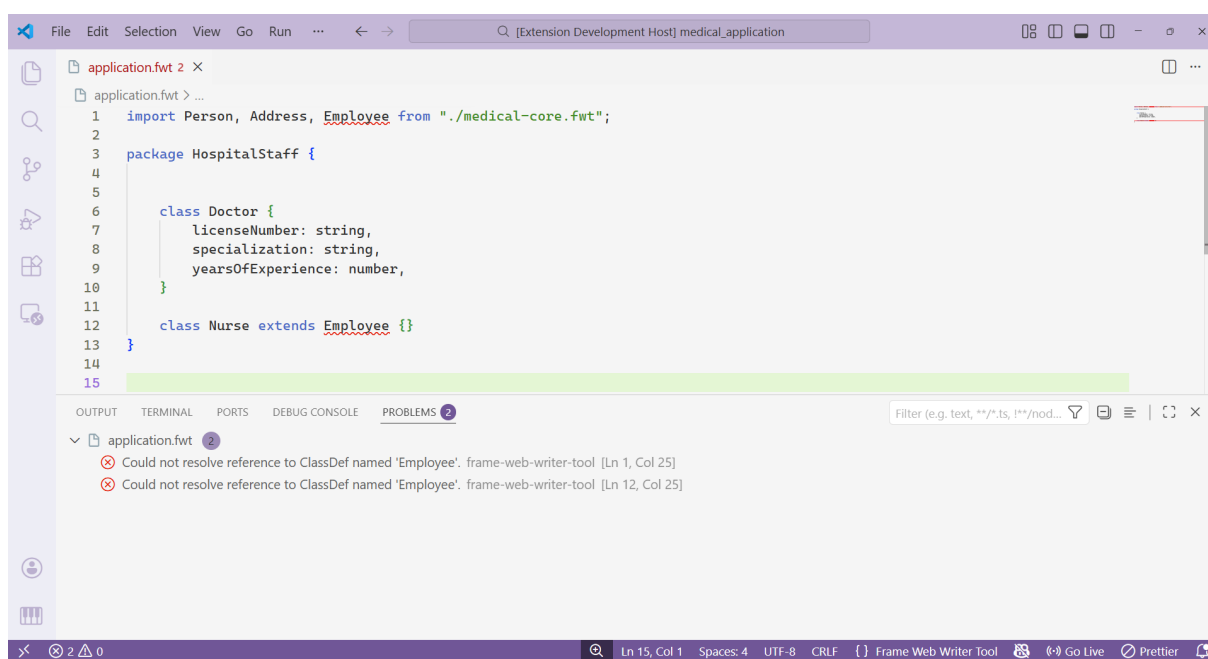 File Edit Selection View Go Run ··· ← → [Extension Development Host] medical_application
application.fwt 2 ×
application.fwt > ...
1 import Person, Address, Employee from "./medical-core.fwt";
2
3 package HospitalStaff {
4
5
6 class Doctor {
7 licenseNumber: string,
8 specialization: string,
9 yearsOfExperience: number,
10 }
11
12 class Nurse extends Employee {}
13 }
14
15
OUTPUT TERMINAL PORTS DEBUG CONSOLE PROBLEMS 2 Filter (e.g. text, **/*.ts, !**/nod...
application.fwt 2
Could not resolve reference to ClassDef named 'Employee'. frame-web-writer-tool [Ln 1, Col 25]
Could not resolve reference to ClassDef named 'Employee'. frame-web-writer-tool [Ln 12, Col 25]
2 0 Ln 15, Col 1 Spaces: 4 UTF-8 CRLF { } Frame Web Writer Tool Go Live Prettier